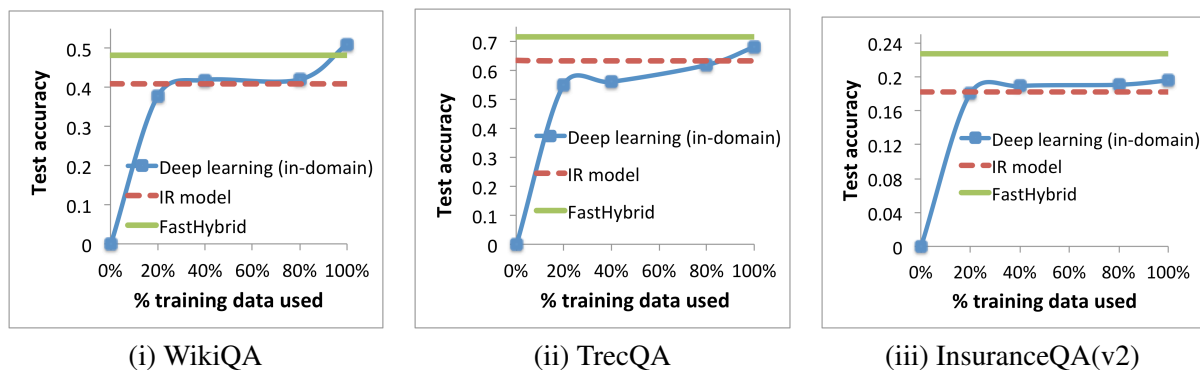 0.5
0.4
0.3
0.2
0.1
0
Test accuracy
Deep learning (in-domain)
IR model
FastHybrid
0% 20% 40% 60% 80% 100%
% training data used
(i) WikiQA
0.7
0.6
0.5
0.4
0.3
0.2
0.1
0
Test accuracy
Deep learning (in-domain)
IR model
FastHybrid
0% 20% 40% 60% 80% 100%
% training data used
(ii) TrecQA
0.24
0.2
0.16
0.12
0.08
0.04
0
Test accuracy
Deep learning (in-domain)
IR model
FastHybrid
0% 20% 40% 60% 80% 100%
% training data used
(iii) InsuranceQA(v2)